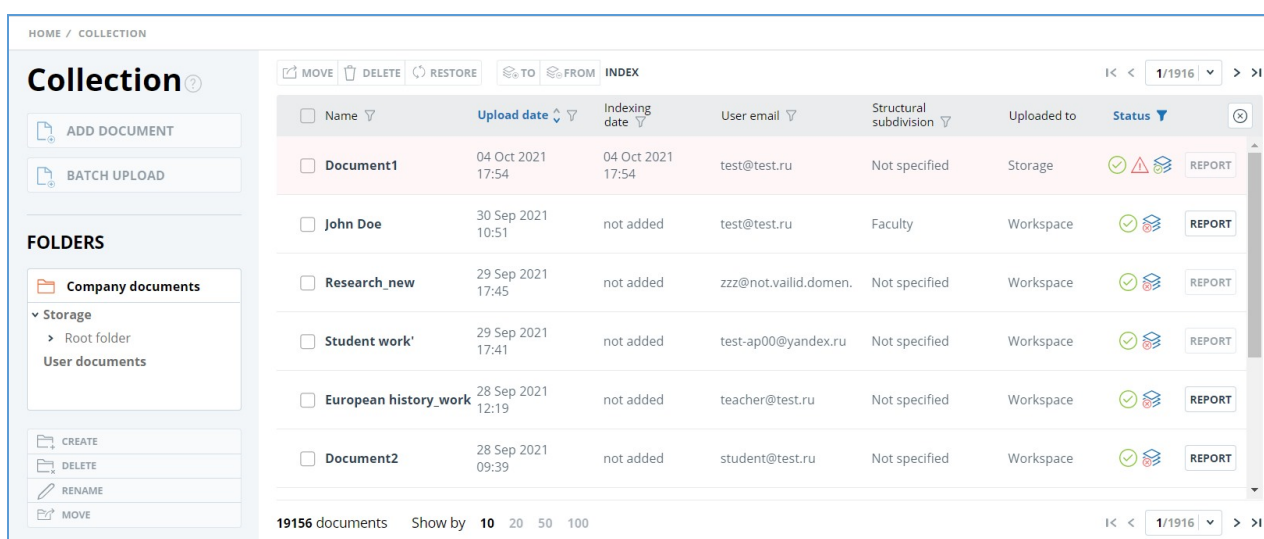 HOME / COLLECTION
Collection ?
ADD DOCUMENT
BATCH UPLOAD
FOLDERS
Company documents
Storage
Root folder
User documents
CREATE
DELETE
RENAME
MOVE
MOVE DELETE RESTORE TO FROM INDEX 1/1916
Name Upload date Indexing date User email Structural subdivision Uploaded to Status
Document1 04 Oct 2021 17:54 04 Oct 2021 17:54 test@test.ru Not specified Storage REPORT
John Doe 30 Sep 2021 10:51 not added test@test.ru Faculty Workspace REPORT
Research_new 29 Sep 2021 17:45 not added zzz@not.vailid.domen. Not specified Workspace REPORT
Student work' 29 Sep 2021 17:41 not added test-ap00@yandex.ru Not specified Workspace REPORT
European history_work 28 Sep 2021 12:19 not added teacher@test.ru Not specified Workspace REPORT
Document2 28 Sep 2021 09:39 not added student@test.ru Not specified Workspace REPORT
19156 documents Show by 10 20 50 100 1/1916